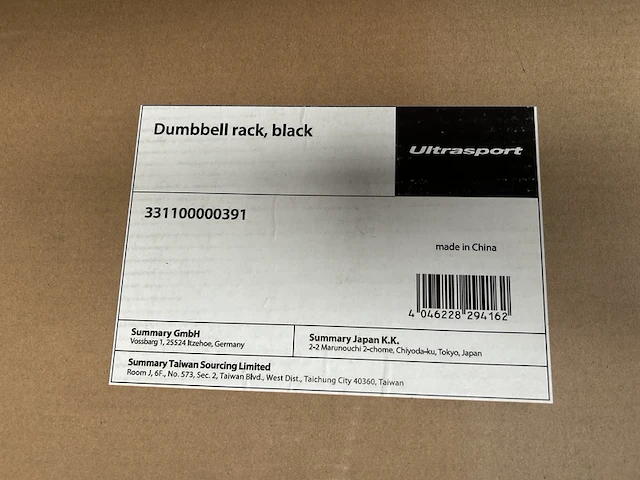 Dumbbell rack, black
Ultrasport
331100000391
made in China
4 046228 294162
Summary GmbH
Vossbarg 1, 25524 Itzehoe, Germany
Summary Japan K.K.
2-2 Marunouchi 2-chome, Chiyoda-ku, Tokyo, Japan
Summary Taiwan Sourcing Limited
Room J, 6F., No. 573, Sec. 2, Taiwan Blvd., West Dist., Taichung City 40360, Taiwan